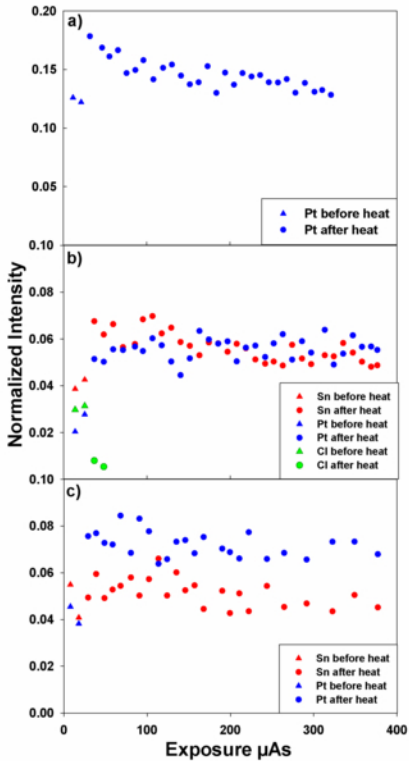 Normalized Intensity
a)
0.20
0.15
0.10
0.05
0.10
Pt before heat
Pt after heat
b)
0.08
0.06
0.04
0.02
0.10
Sn before heat
Sn after heat
Pt before heat
Pt after heat
Cl before heat
Cl after heat
c)
0.08
0.06
0.04
0.02
0.00
Sn before heat
Sn after heat
Pt before heat
Pt after heat
0
100
200
300
Exposure µAs